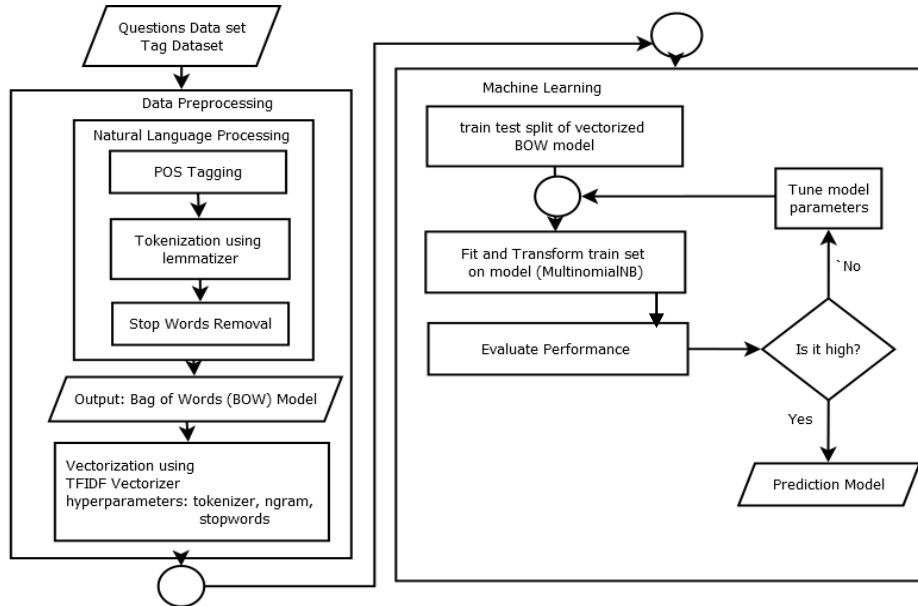 Questions Data set
Tag Dataset
Data Preprocessing
Natural Language Processing
POS Tagging
Tokenization using
lemmatizer
Stop Words Removal
Output: Bag of Words (BOW) Model
Vectorization using
TFIDF Vectorizer
hyperparameters: tokenizer, ngram,
stopwords
Machine Learning
train test split of vectorized
BOW model
Fit and Transform train set
on model (MultinomialNB)
Evaluate Performance
Is it high?
`No
Tune model
parameters
Yes
Prediction Model